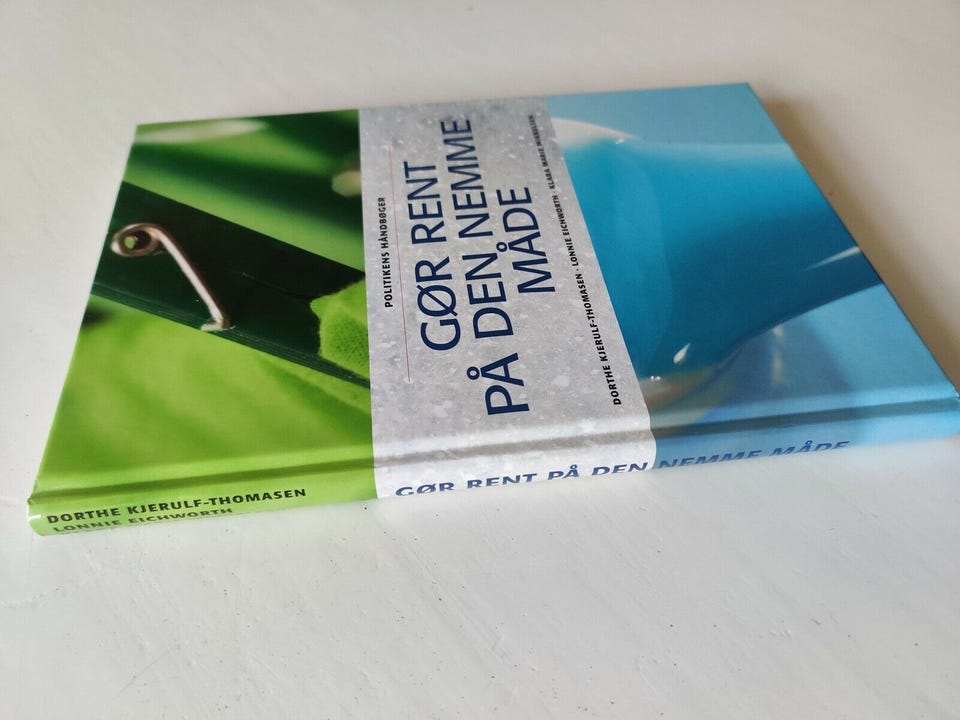 POLITIKENS HÅNDBØGER
GØR RENT
PÅ DEN NEMME
MÅDE
DORTHE KJERULF-THOMASEN · LONNIE EICHWORTH · KLARA MARIE MIKKELSEN
DORTHE KJERULF-THOMASEN
LONNIE EICHWORTH
GØR RENT PÅ DEN NEMME MÅDE